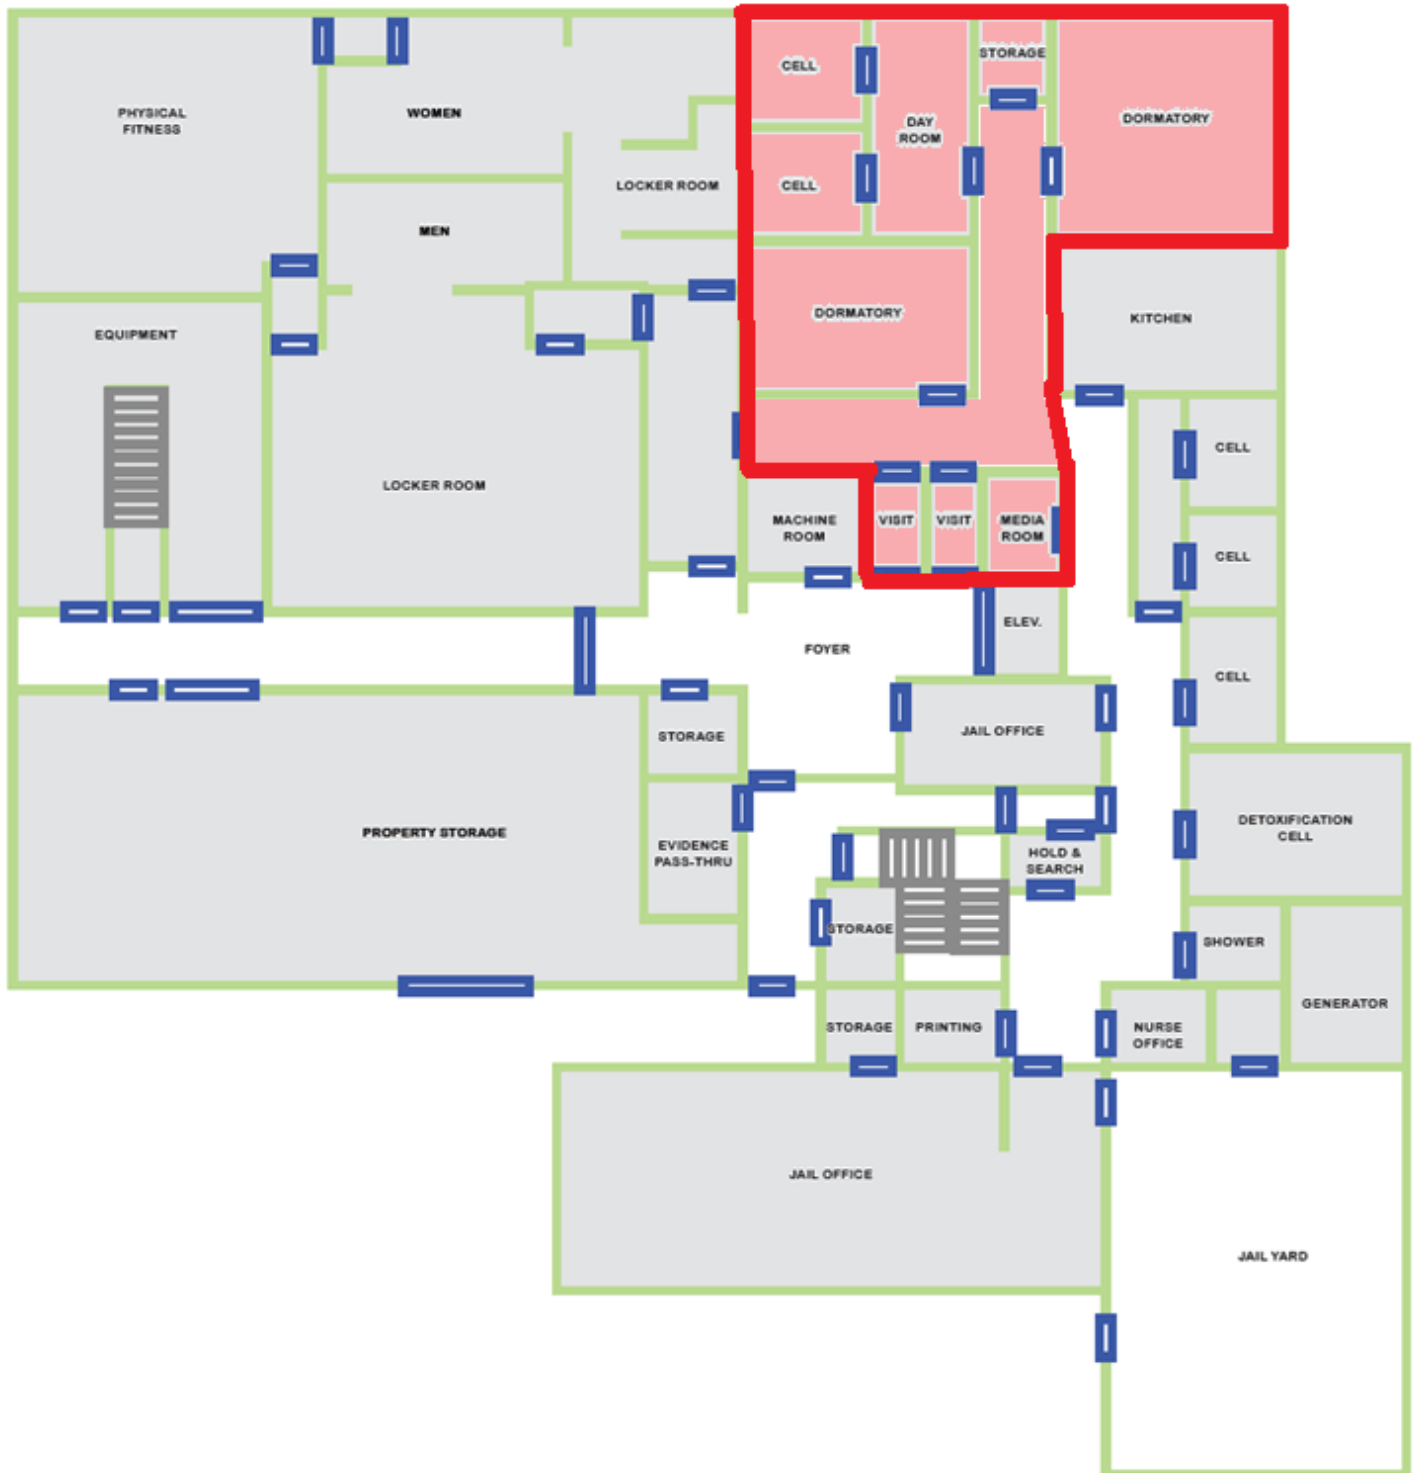 PHYSICAL
FITNESS
WOMEN
LOCKER ROOM
MEN
EQUIPMENT
LOCKER ROOM
CELL
CELL
DAY
ROOM
STORAGE
DORMATORY
DORMATORY
KITCHEN
MACHINE
ROOM
VISIT
VISIT
MEDIA
ROOM
CELL
CELL
CELL
FOYER
ELEV.
JAIL OFFICE
STORAGE
PROPERTY STORAGE
EVIDENCE
PASS-THRU
HOLD &
SEARCH
DETOXIFICATION
CELL
STORAGE
SHOWER
GENERATOR
STORAGE
PRINTING
NURSE
OFFICE
JAIL OFFICE
JAIL YARD